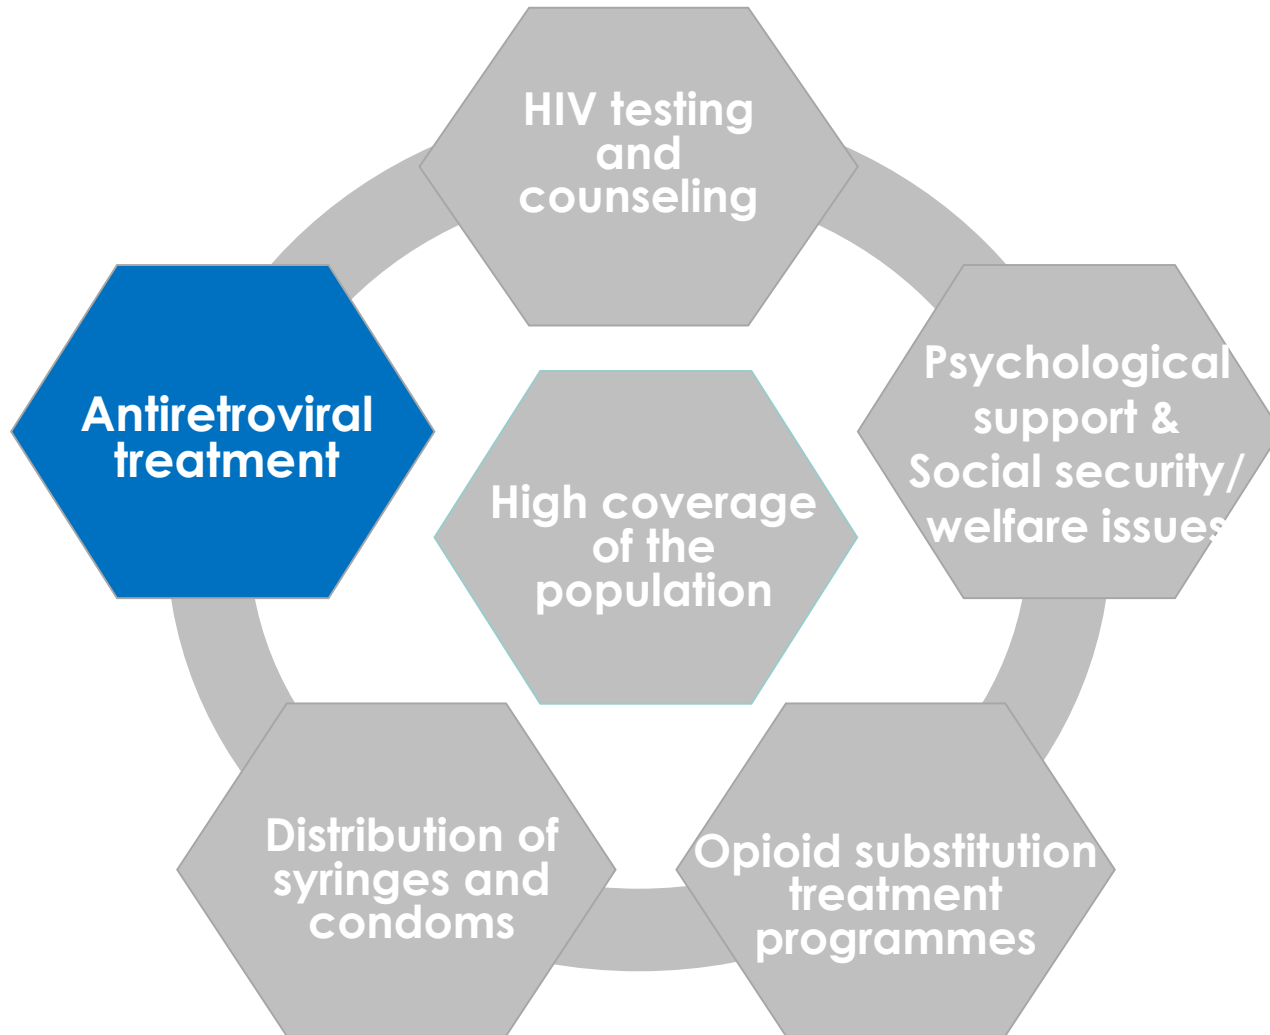 HIV testing
and
counseling
Psychological
support &
Social security/
welfare issues
Antiretroviral
treatment
High coverage
of the
population
Distribution of
syringes and
condoms
Opioid substitution
treatment
programmes